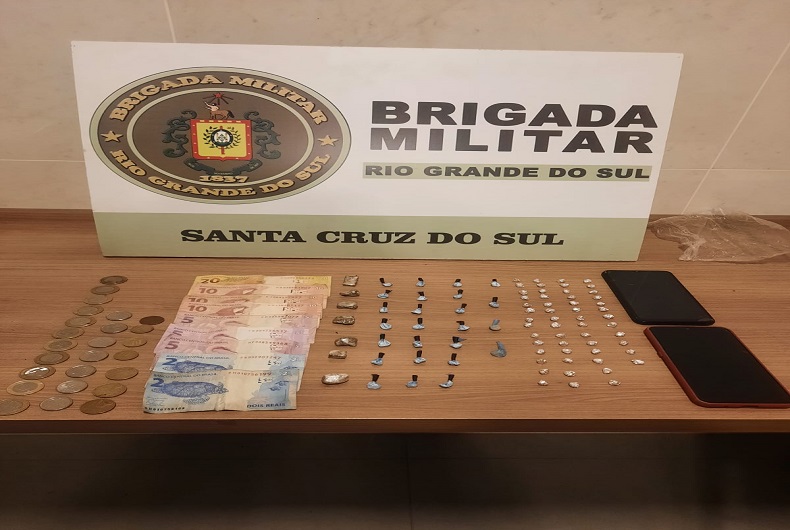 BRIGADA MILITAR
1837
RIO GRANDE DO SUL
BRIGADA
MILITAR
RIO GRANDE DO SUL
SANTA CRUZ DO SUL
20
10
10
10
5
5
2
2
DOIS REAIS